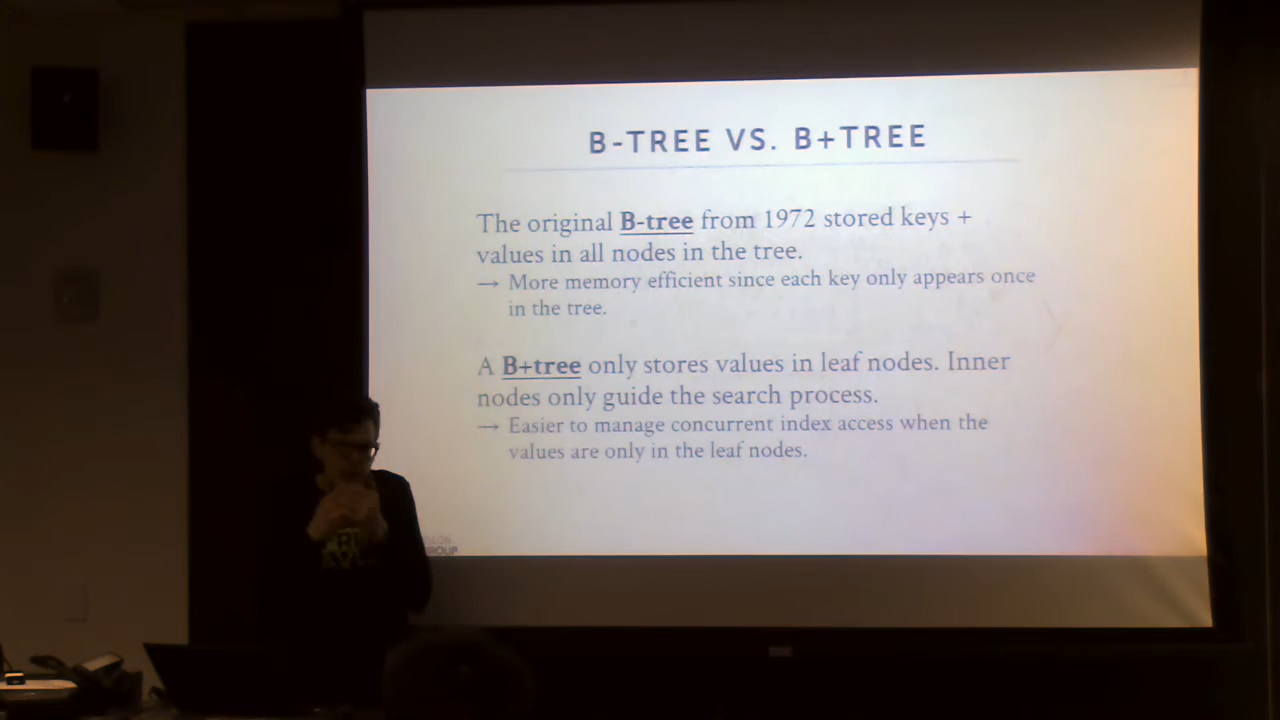 B-TREE VS. B+TREE
The original B-tree from 1972 stored keys +
values in all nodes in the tree.
→ More memory efficient since each key only appears once
in the tree.
A B+tree only stores values in leaf nodes. Inner
nodes only guide the search process.
→ Easier to manage concurrent index access when the
values are only in the leaf nodes.
GROUP